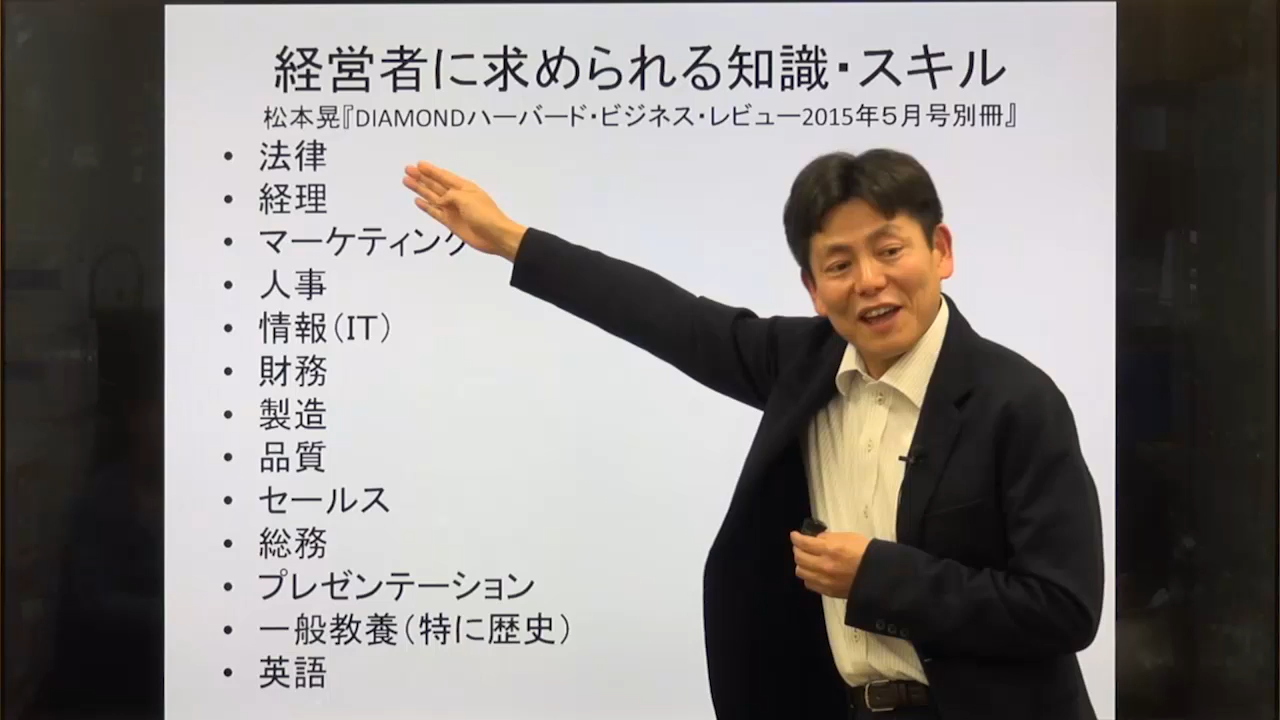 経営者に求められる知識・スキル
松本晃『DIAMONDハーバード・ビジネス・レビュー2015年5月号別冊』
• 法律
• 経理
• マーケティング
• 人事
• 情報（IT）
• 財務
• 製造
• 品質
• セールス
• 総務
• プレゼンテーション
• 一般教養（特に歴史）
• 英語